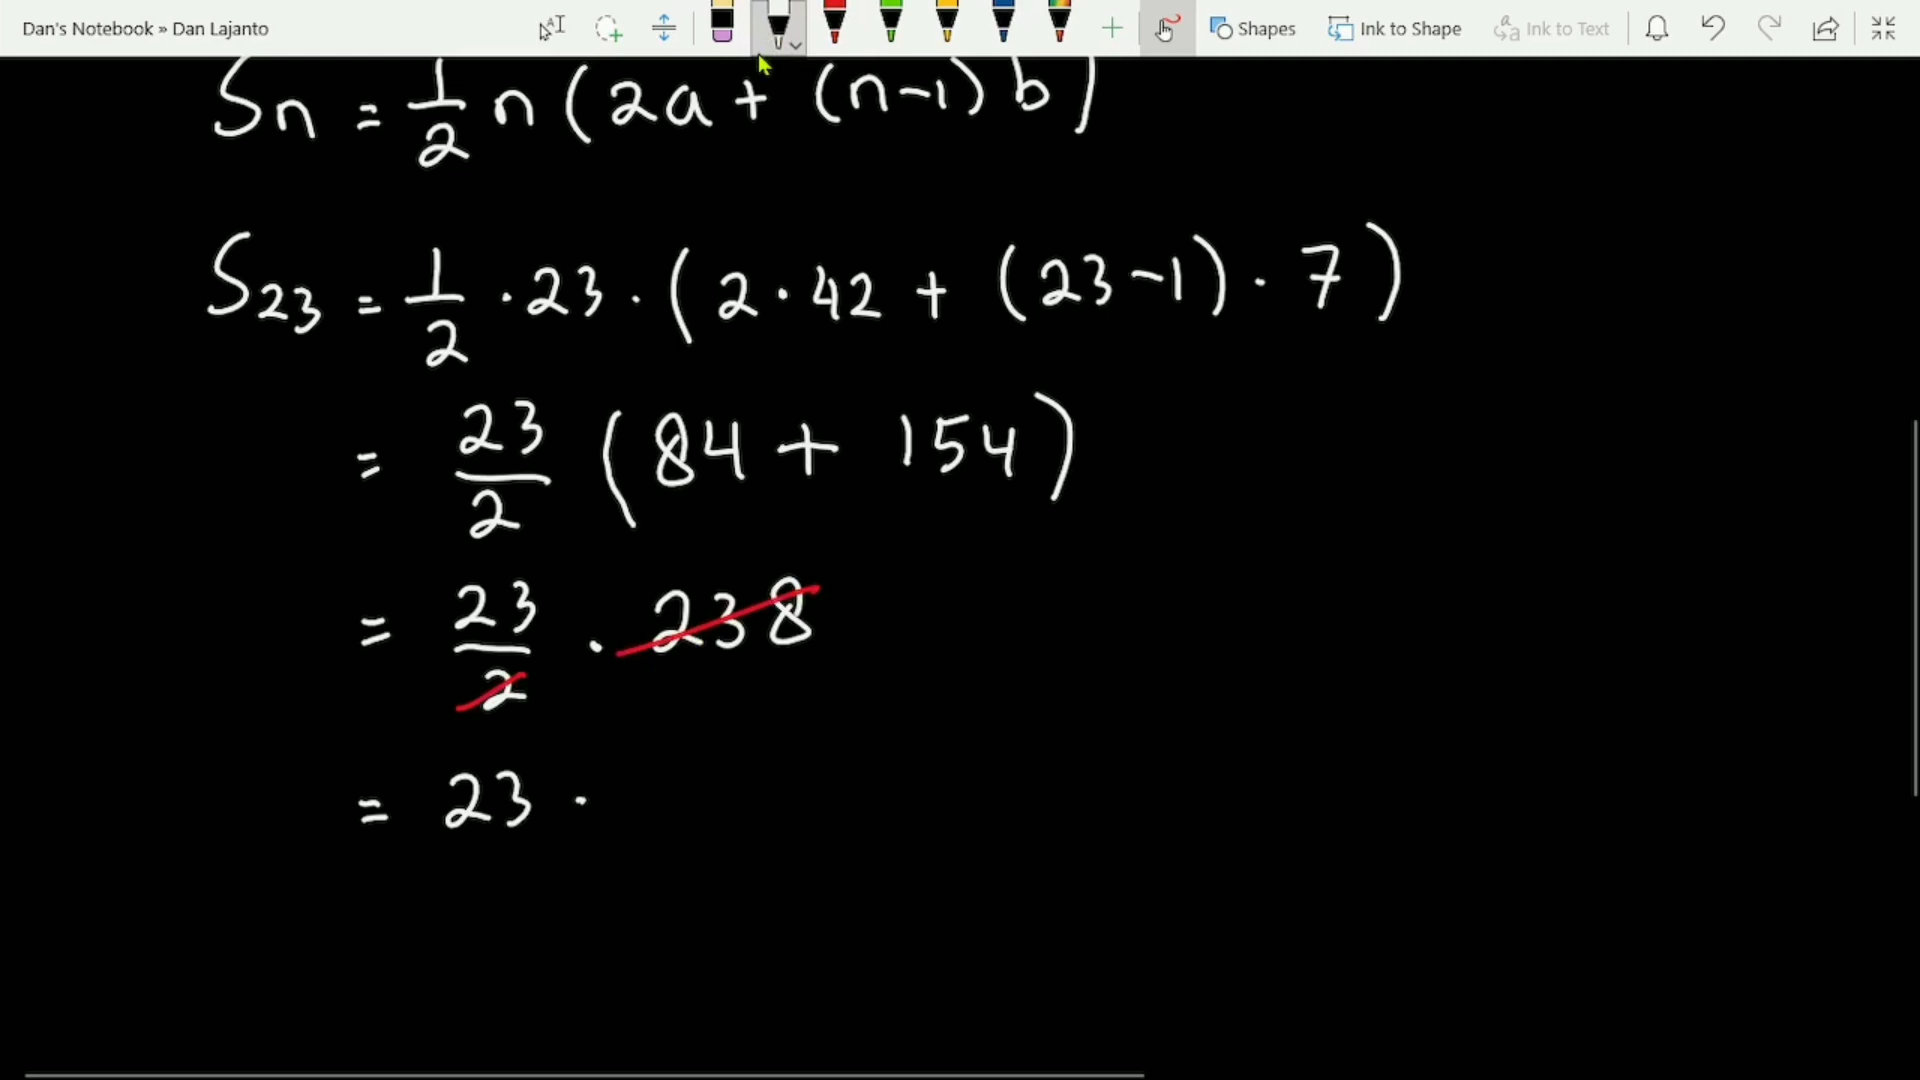 Dan's Notebook » Dan Lajanto Shapes Ink to Shape Ink to Text
Sn = 1/2 n (2a + (n-1) b)
S23 = 1/2 · 23 · (2 · 42 + (23-1) · 7)
= 23/2 (84 + 154)
= 23/2 · 238
= 23 ·